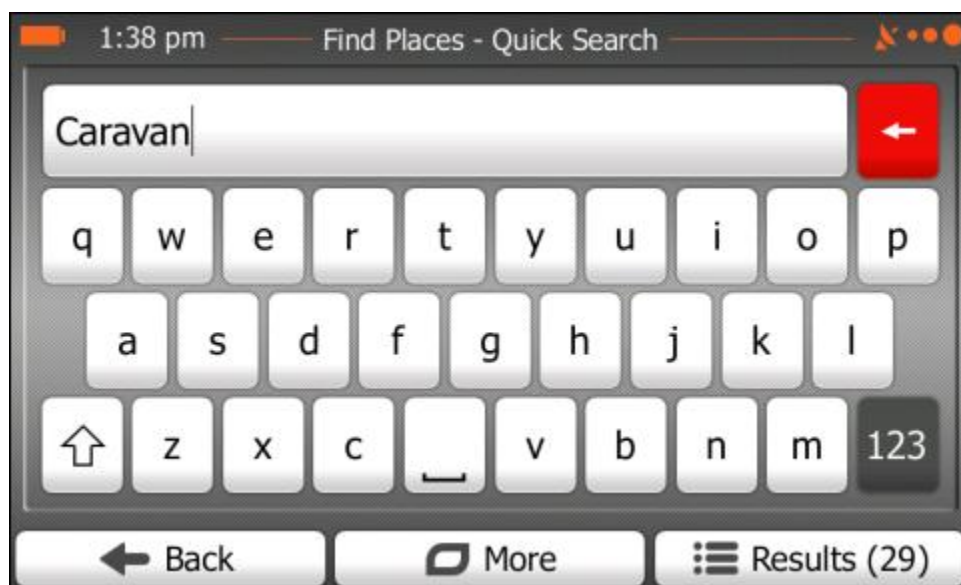 1:38 pm Find Places - Quick Search
Caravan
q w e r t y u i o p
a s d f g h j k l
z x c v b n m 123
Back More Results (29)